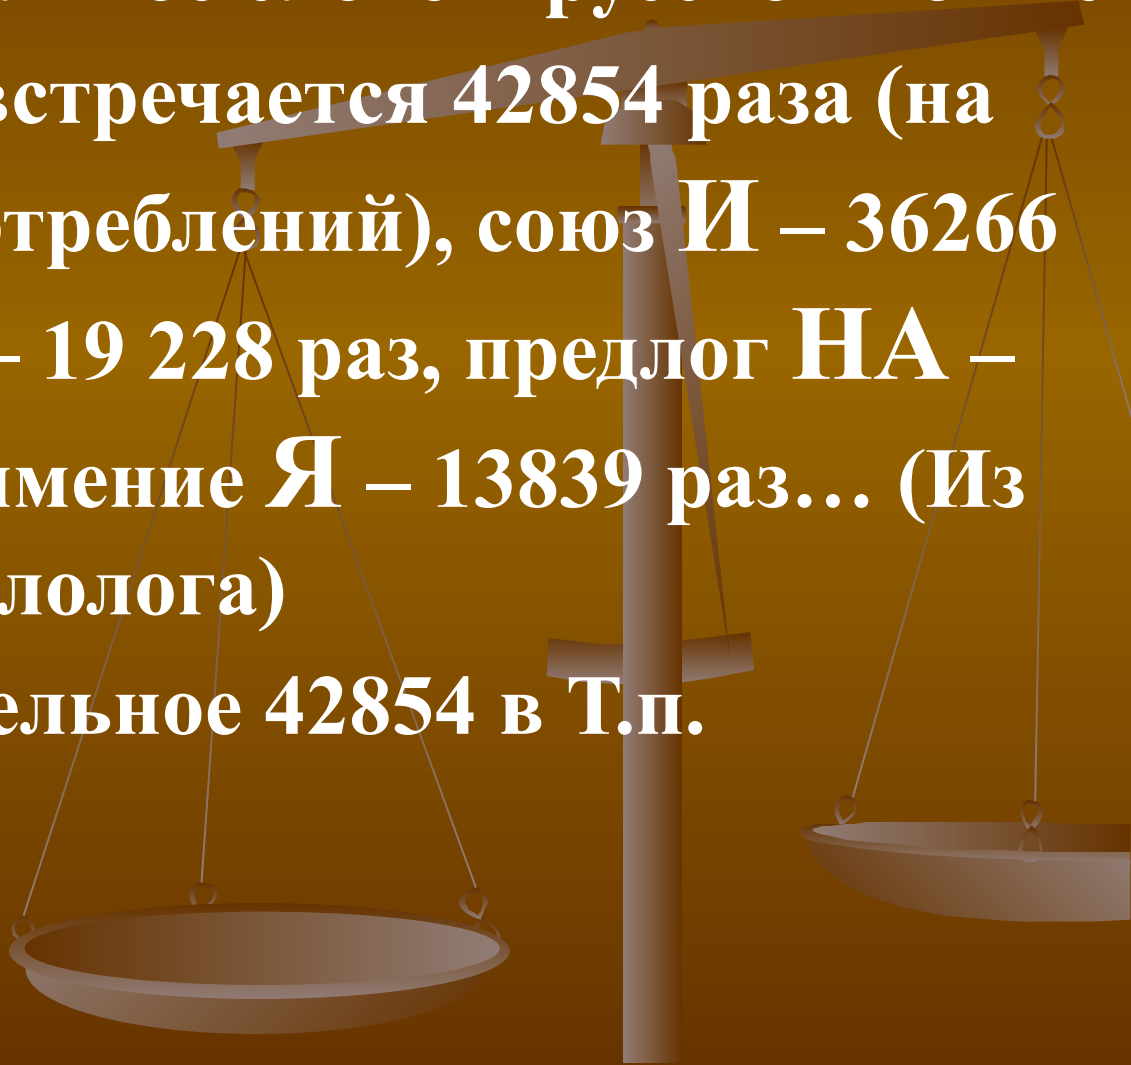 встречается 42854 раза (на
отреблений), союз И – 36266
– 19 228 раз, предлог НА –
имение Я – 13839 раз… (Из
лолога)
ельное 42854 в Т.п.